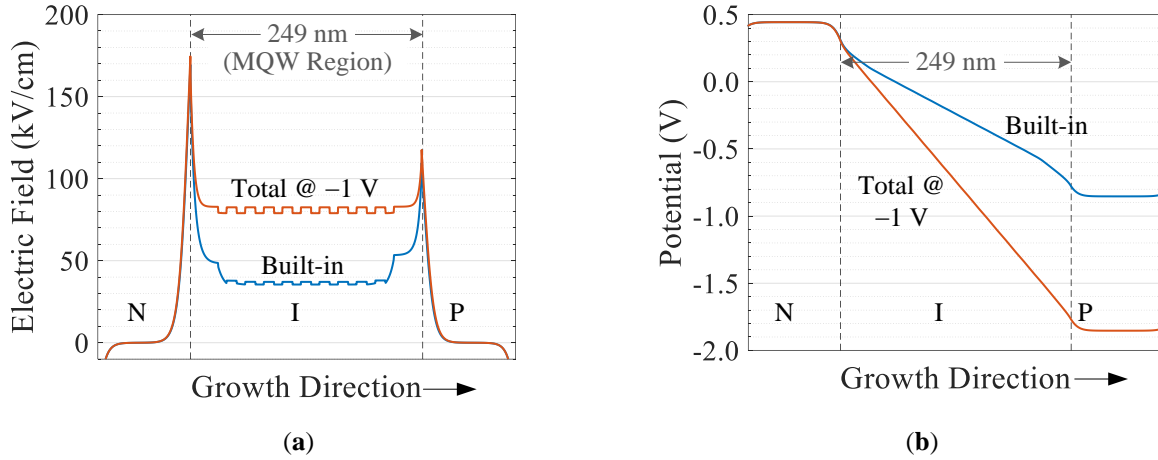 200
150
100
50
0
Electric Field (kV/cm)
249 nm
(MQW Region)
Total @ −1 V
Built-in
N
I
P
Growth Direction
(a)
0.5
0.0
-0.5
-1.0
-1.5
-2.0
Potential (V)
249 nm
Built-in
Total @
−1 V
N
I
P
Growth Direction
(b)